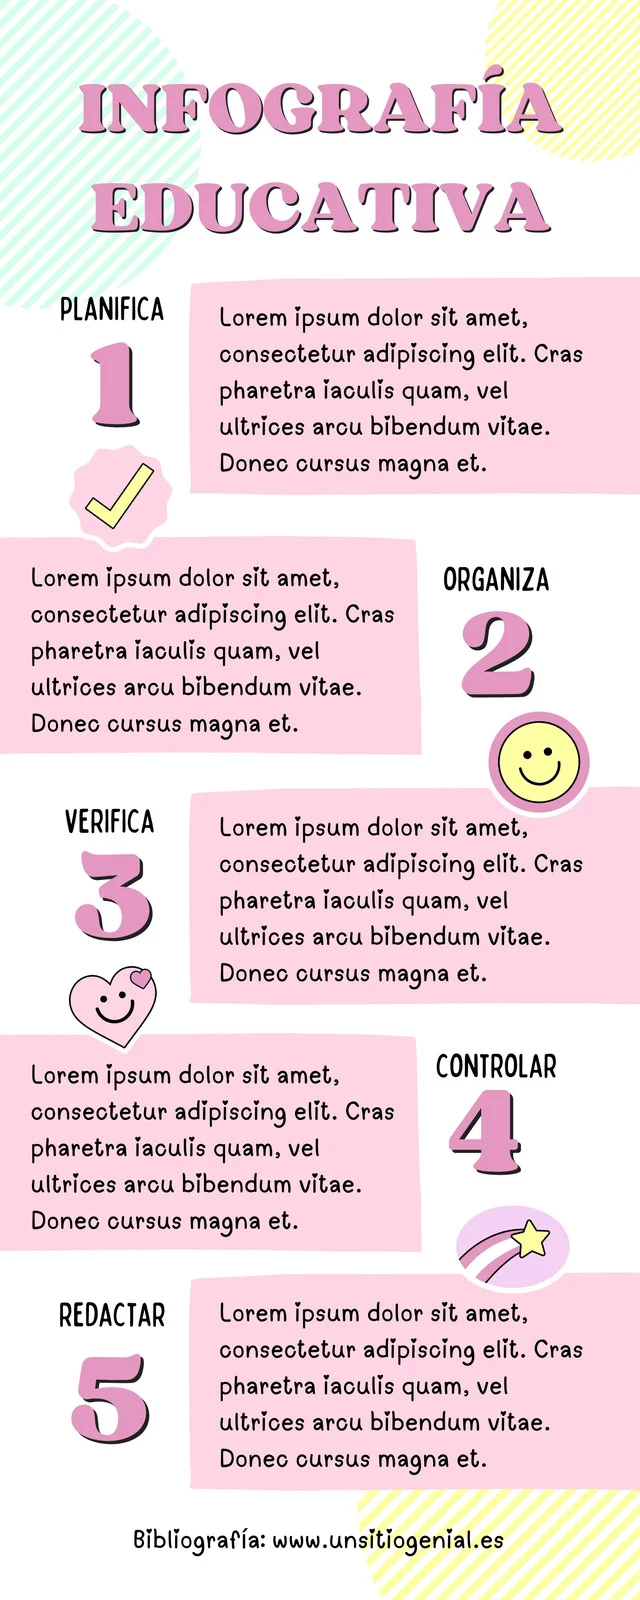 INFOGRAFÍA
EDUCATIVA
PLANIFICA
1
Lorem ipsum dolor sit amet,
consectetur adipiscing elit. Cras
pharetra iaculis quam, vel
ultrices arcu bibendum vitae.
Donec cursus magna et.
ORGANIZA
2
Lorem ipsum dolor sit amet,
consectetur adipiscing elit. Cras
pharetra iaculis quam, vel
ultrices arcu bibendum vitae.
Donec cursus magna et.
VERIFICA
3
Lorem ipsum dolor sit amet,
consectetur adipiscing elit. Cras
pharetra iaculis quam, vel
ultrices arcu bibendum vitae.
Donec cursus magna et.
CONTROLAR
4
Lorem ipsum dolor sit amet,
consectetur adipiscing elit. Cras
pharetra iaculis quam, vel
ultrices arcu bibendum vitae.
Donec cursus magna et.
REDACTAR
5
Lorem ipsum dolor sit amet,
consectetur adipiscing elit. Cras
pharetra iaculis quam, vel
ultrices arcu bibendum vitae.
Donec cursus magna et.
Bibliografía: www.unsitiogenial.es